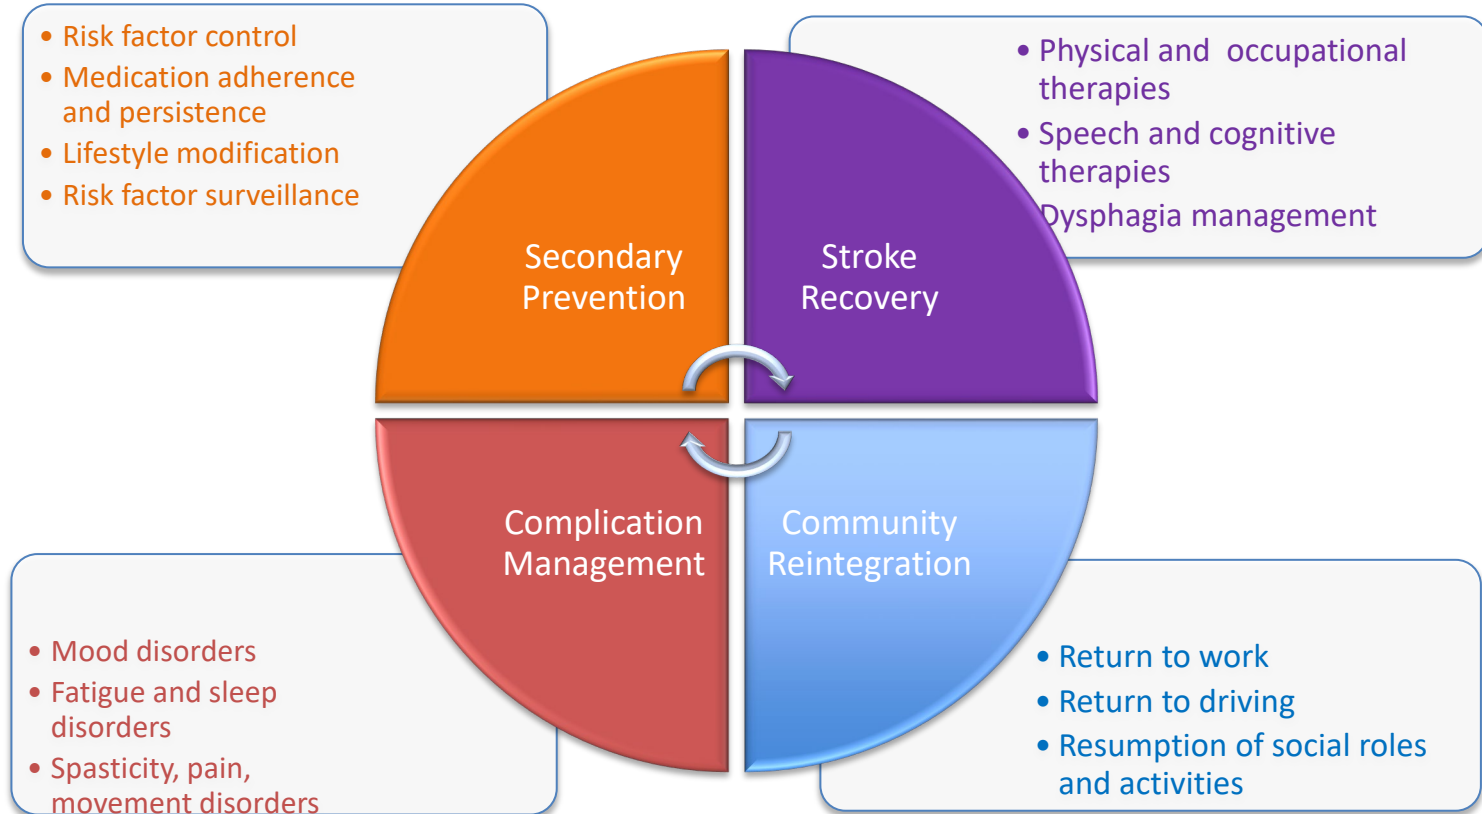 • Risk factor control
• Medication adherence
and persistence
• Lifestyle modification
• Risk factor surveillance
• Physical and occupational
therapies
• Speech and cognitive
therapies
Dysphagia management
Secondary
Prevention
Stroke
Recovery
Complication
Management
Community
Reintegration
• Mood disorders
• Fatigue and sleep
disorders
• Spasticity, pain,
movement disorders
• Return to work
• Return to driving
• Resumption of social roles
and activities